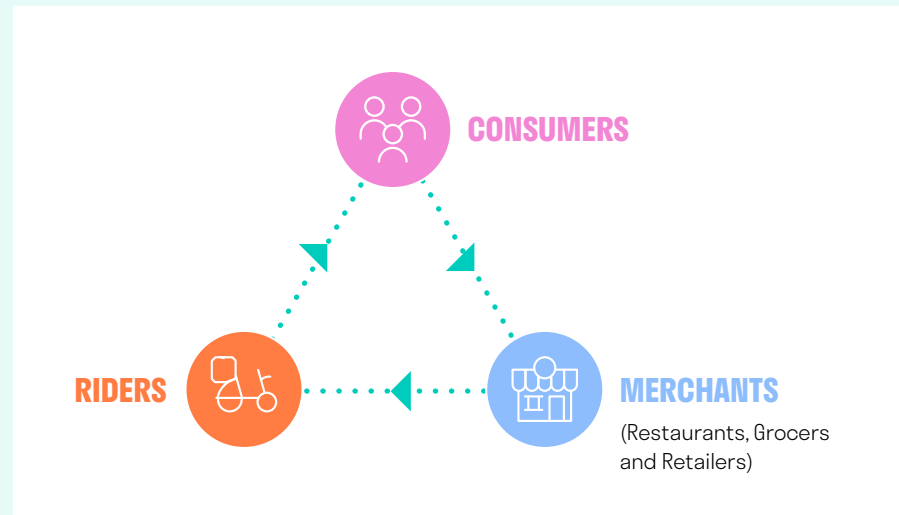 CONSUMERS
RIDERS
MERCHANTS
(Restaurants, Grocers
and Retailers)